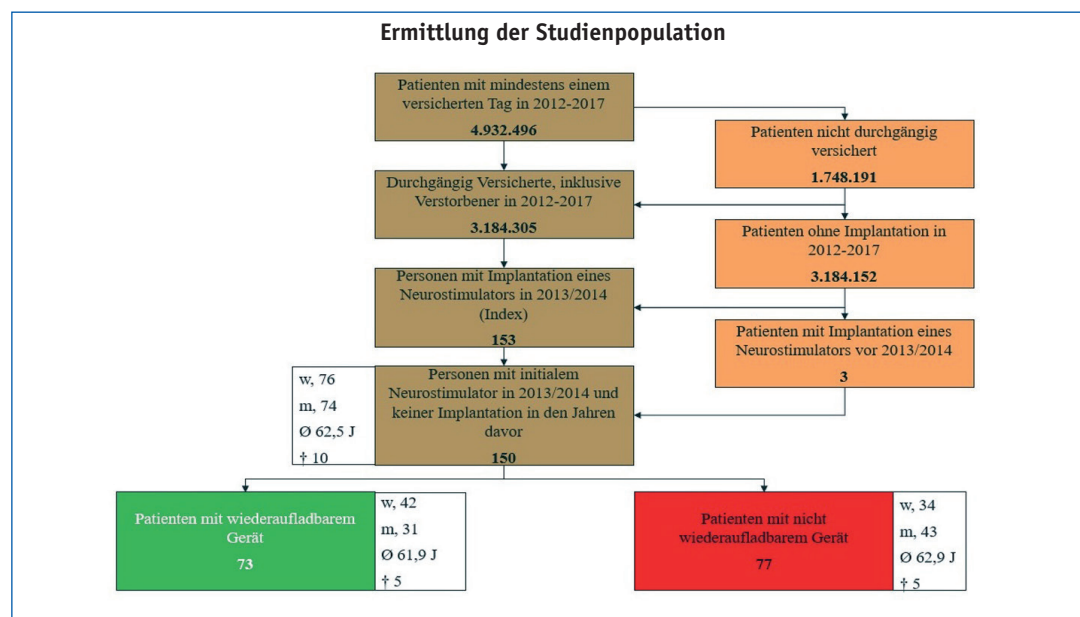 Ermittlung der Studienpopulation
Patienten mit mindestens einem
versicherten Tag in 2012-2017
4.932.496
Patienten nicht durchgängig
versichert
1.748.191
Durchgängig Versicherte, inklusive
Verstorbener in 2012-2017
3.184.305
Patienten ohne Implantation in
2012-2017
3.184.152
Personen mit Implantation eines
Neurostimulators in 2013/2014
(Index)
153
Patienten mit Implantation eines
Neurostimulators vor 2013/2014
3
w, 76
m, 74
Ø 62,5 J
† 10
Personen mit initialem
Neurostimulator in 2013/2014 und
keiner Implantation in den Jahren
davor
150
Patienten mit wiederaufladbarem
Gerät
73
w, 42
m, 31
Ø 61,9 J
† 5
Patienten mit nicht
wiederaufladbarem Gerät
77
w, 34
m, 43
Ø 62,9 J
† 5